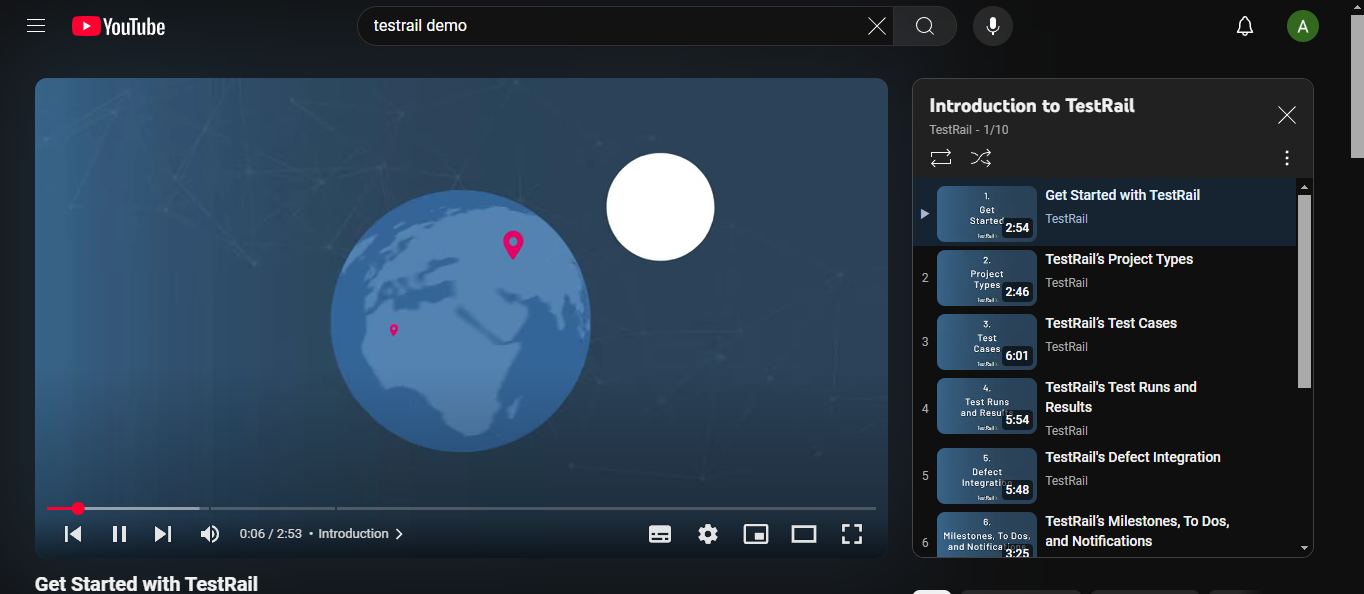 YouTube
testrail demo
A
Introduction to TestRail
TestRail - 1/10
1.
Get
Started
TestRail
2:54
Get Started with TestRail
TestRail
2
2.
Project
Types
TestRail
2:46
TestRail's Project Types
TestRail
3
3.
Test
Cases
TestRail
6:01
TestRail's Test Cases
TestRail
4
4.
Test Runs
and Results
TestRail
5:54
TestRail's Test Runs and
Results
TestRail
5
5.
Defect
Integration
TestRail
5:48
TestRail's Defect Integration
TestRail
6
6.
Milestones, To Dos,
and Notifica
3:25
TestRail's Milestones, To Dos,
and Notifications
0:06 / 2:53 • Introduction
Get Started with TestRail